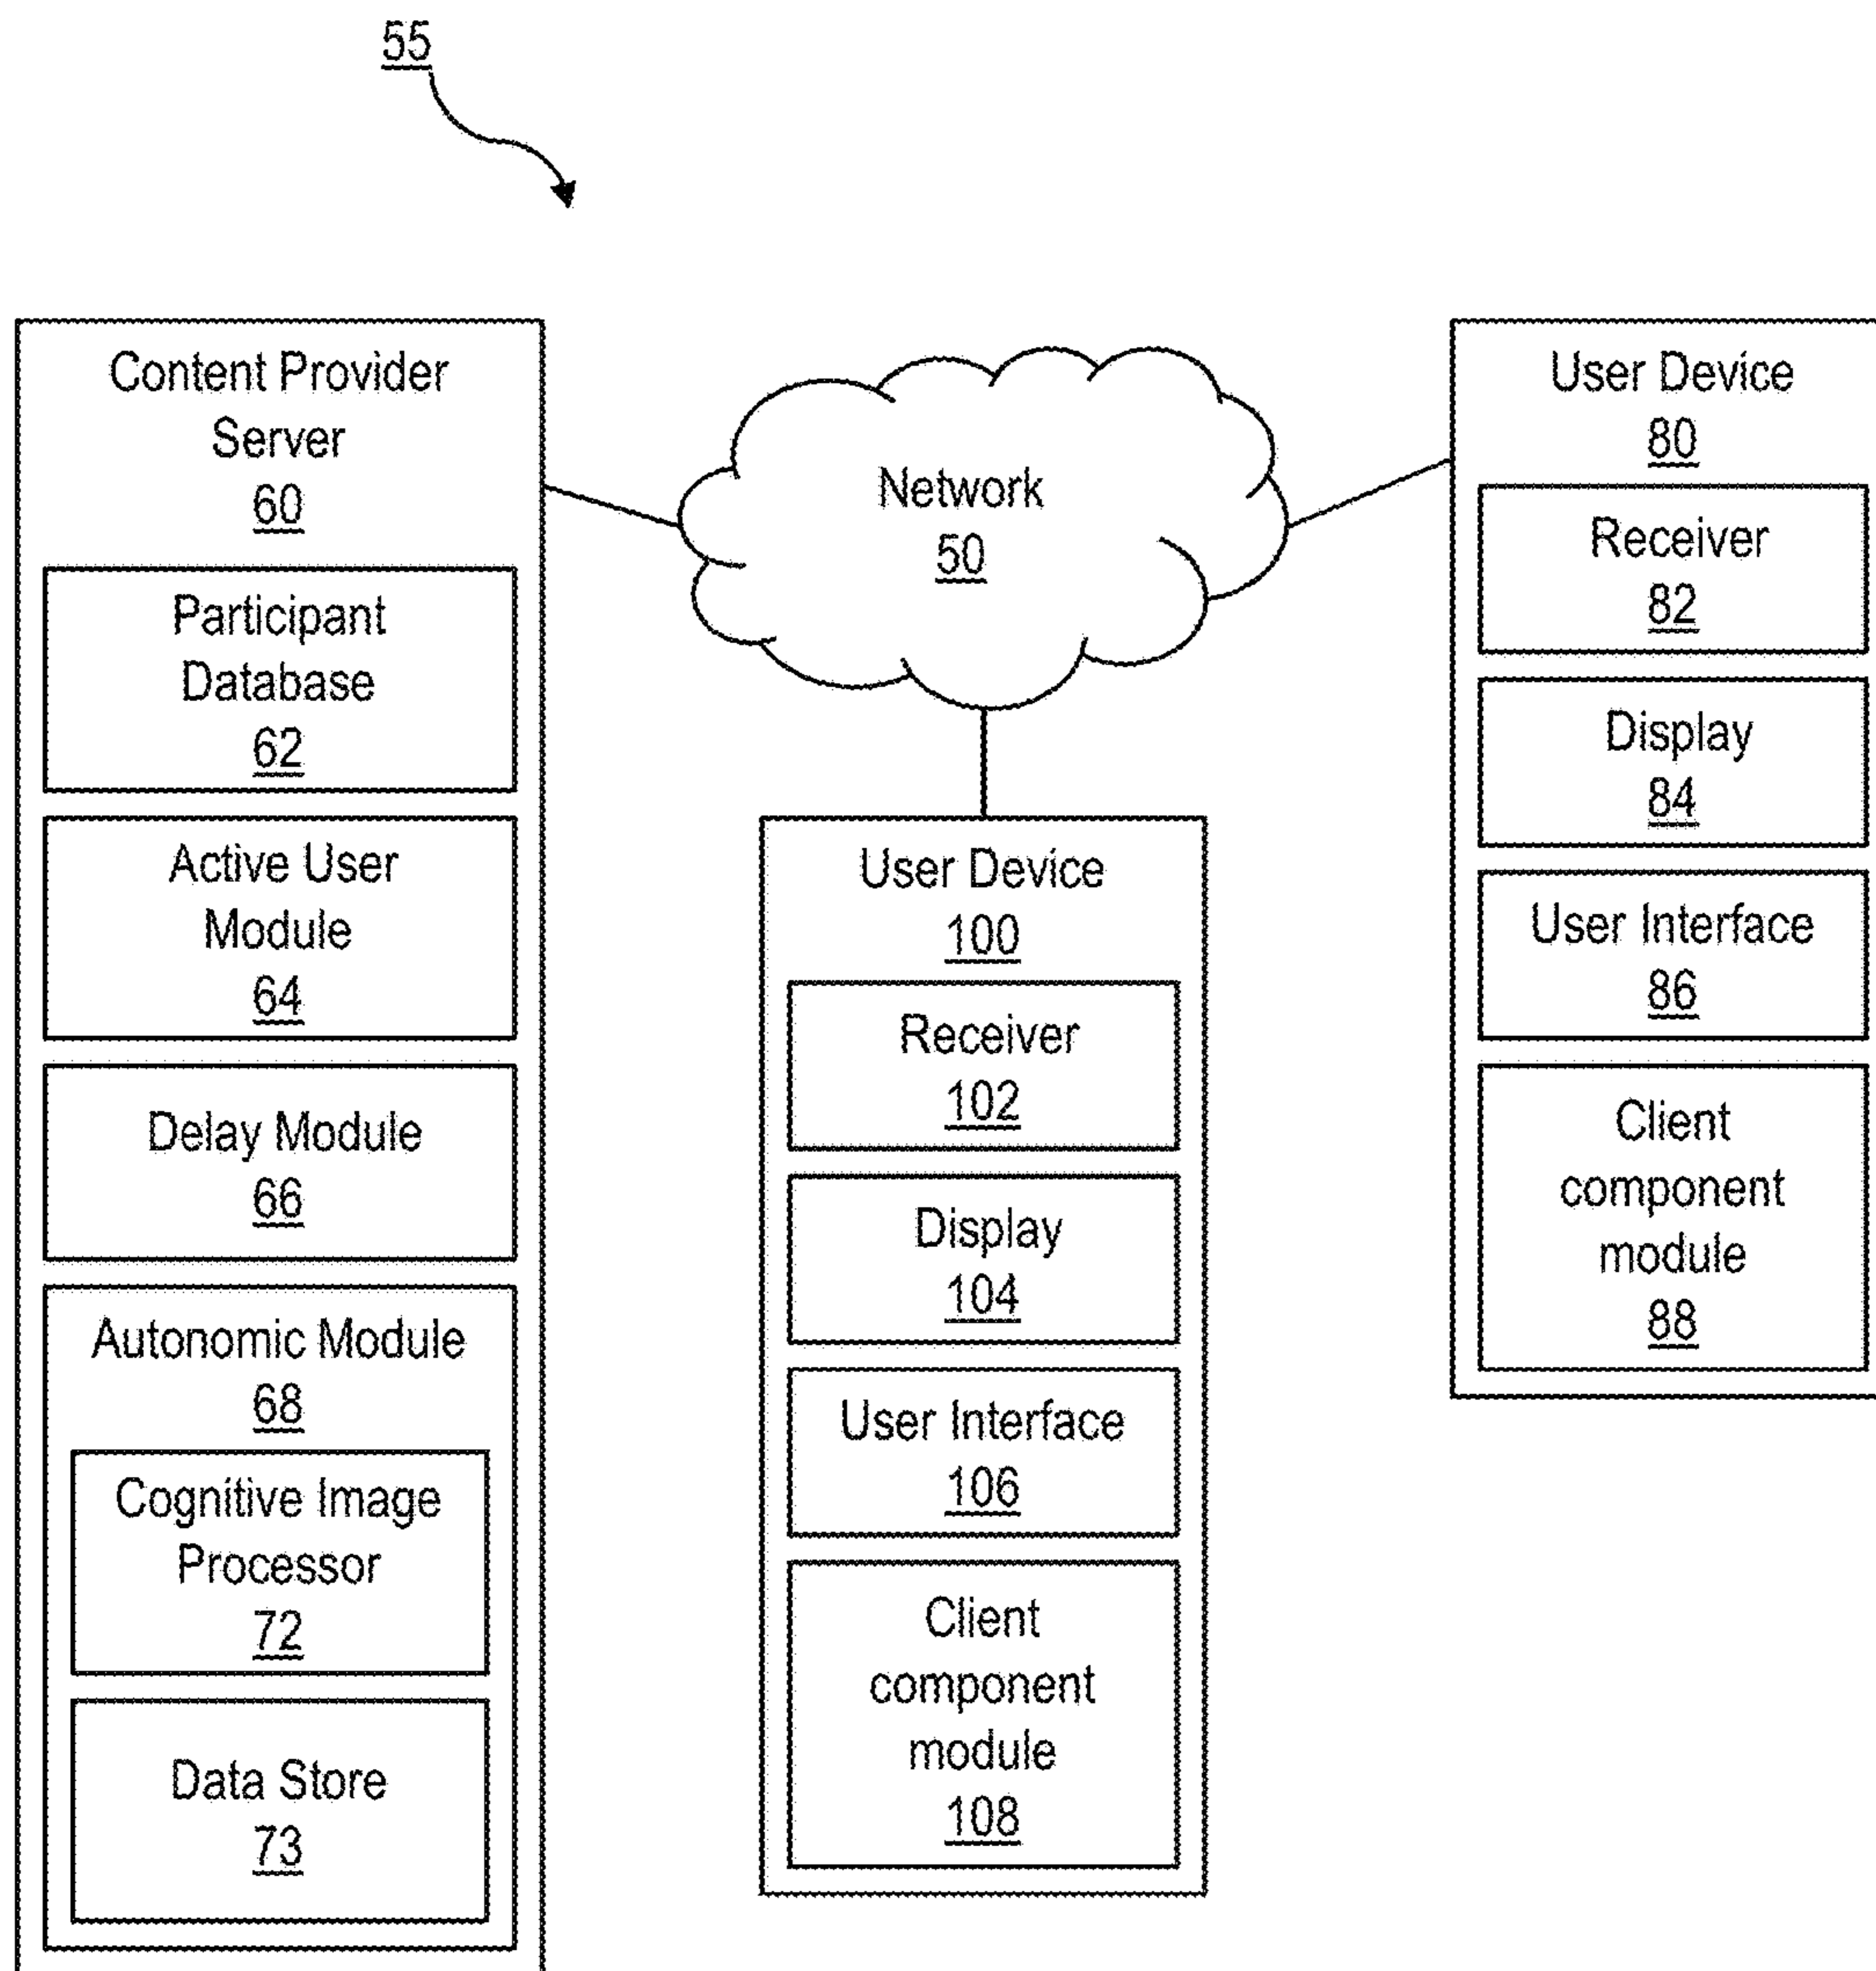 55
Content Provider
Server
60
Participant
Database
62
Active User
Module
64
Delay Module
66
Autonomic Module
68
Cognitive Image
Processor
72
Data Store
73
Network
50
User Device
100
Receiver
102
Display
104
User Interface
106
Client
component
module
108
User Device
80
Receiver
82
Display
84
User Interface
86
Client
component
module
88